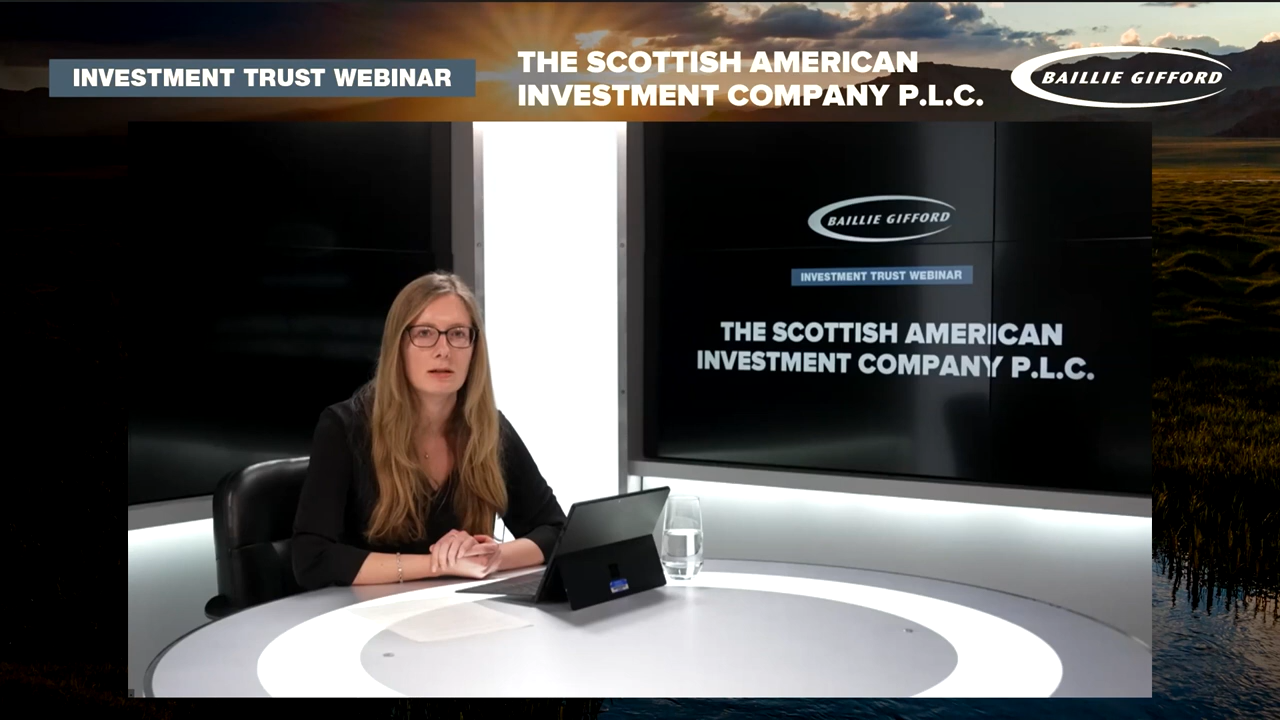 INVESTMENT TRUST WEBINAR
THE SCOTTISH AMERICAN
INVESTMENT COMPANY P.L.C.
BAILLIE GIFFORD
BAILLIE GIFFORD
INVESTMENT TRUST WEBINAR
THE SCOTTISH AMERICAN
INVESTMENT COMPANY P.L.C.